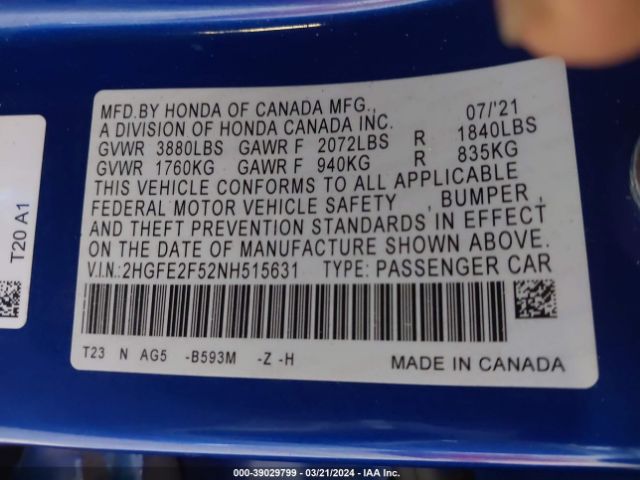 MFD.BY HONDA OF CANADA MFG., 07/'21
A DIVISION OF HONDA CANADA INC.
GVWR 3880LBS GAWR F 2072LBS R 1840LBS
GVWR 1760KG GAWR F 940KG R 835KG
THIS VEHICLE CONFORMS TO ALL APPLICABLE
FEDERAL MOTOR VEHICLE SAFETY , BUMPER ,
AND THEFT PREVENTION STANDARDS IN EFFECT
ON THE DATE OF MANUFACTURE SHOWN ABOVE.
V.I.N.:2HGFE2F52NH515631 TYPE: PASSENGER CAR
T23 N AG5 -B593M -Z -H MADE IN CANADA
T20 A1
000-39029799 - 03/21/2024 - IAA Inc.